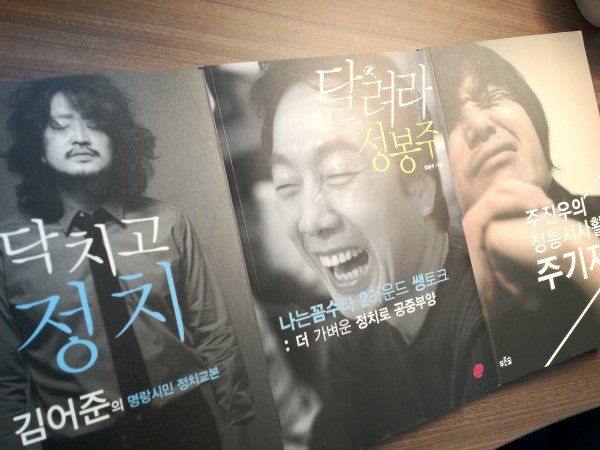 닥치고
정치
김어준의 명랑시민 정치교본
달려라
정봉주
나는꼼수다 2라운드 쌩토크
: 더 가벼운 정치로 공중부양
주진우의
정통시사활
주기자
푸른숲